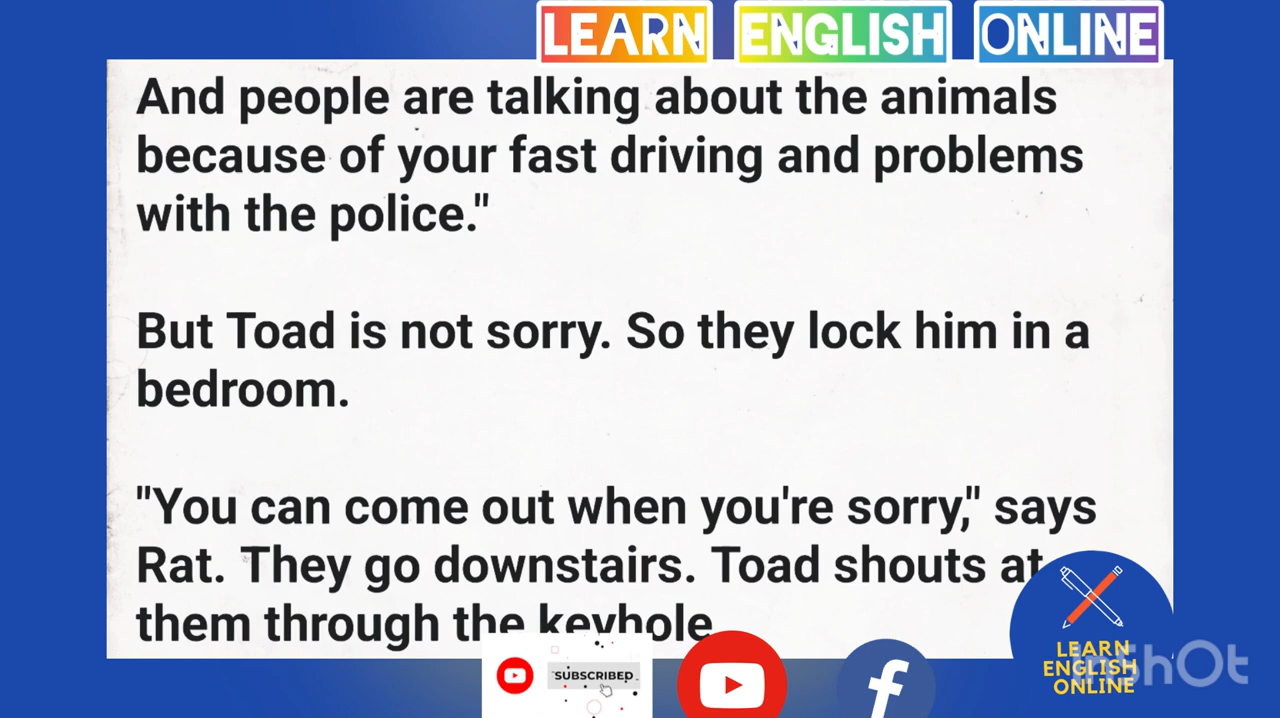 LEARN ENGLISH ONLINE
And people are talking about the animals
because of your fast driving and problems
with the police."
But Toad is not sorry. So they lock him in a
bedroom.
"You can come out when you're sorry," says
Rat. They go downstairs. Toad shouts at
them through the keyhole
SUBSCRIBED
LEARN
ENGLISH
ONLINE
InShOt